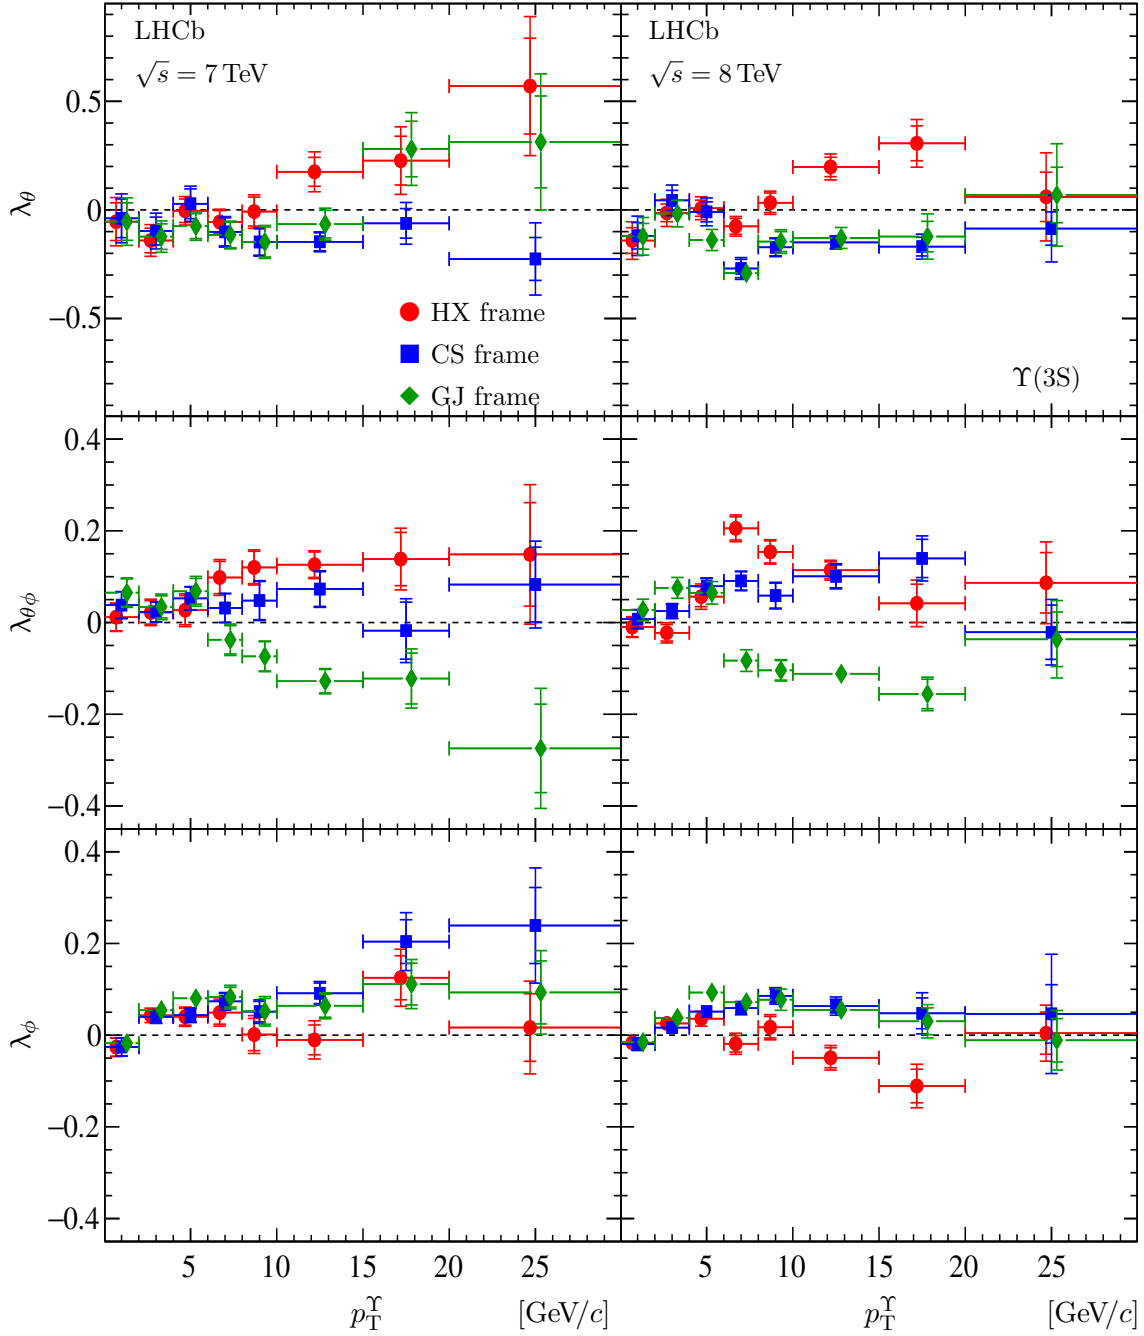 LHCb
√s = 7 TeV
LHCb
√s = 8 TeV
λθ
0.5
0
−0.5
HX frame
CS frame
GJ frame
ϒ(3S)
λθϕ
0.4
0.2
0
−0.2
−0.4
λϕ
0.4
0.2
0
−0.2
−0.4
5 10 15 20 25
5 10 15 20 25
pTϒ [GeV/c]
pTϒ [GeV/c]